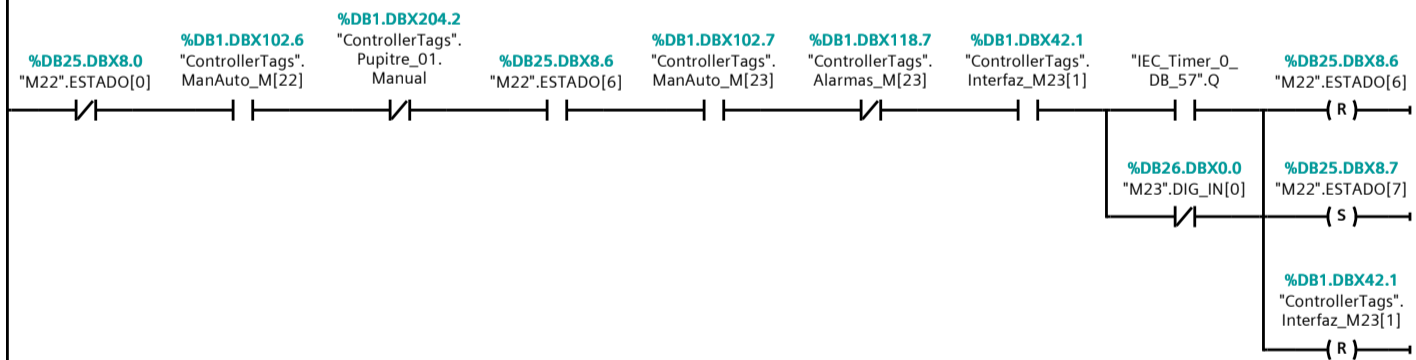 %DB25.DBX8.0
"M22".ESTADO[0]
%DB1.DBX102.6
"ControllerTags".
ManAuto_M[22]
%DB1.DBX204.2
"ControllerTags".
Pupitre_01.
Manual
%DB25.DBX8.6
"M22".ESTADO[6]
%DB1.DBX102.7
"ControllerTags".
ManAuto_M[23]
%DB1.DBX118.7
"ControllerTags".
Alarmas_M[23]
%DB1.DBX42.1
"ControllerTags".
Interfaz_M23[1]
"IEC_Timer_0_
DB_57".Q
%DB25.DBX8.6
"M22".ESTADO[6]
R
%DB26.DBX0.0
"M23".DIG_IN[0]
%DB25.DBX8.7
"M22".ESTADO[7]
S
%DB1.DBX42.1
"ControllerTags".
Interfaz_M23[1]
R